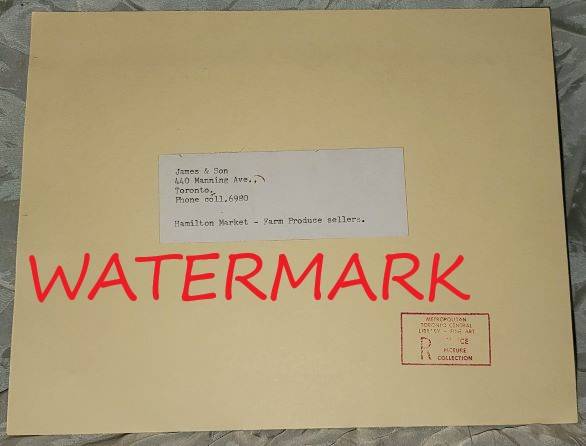 James & Son
440 Manning Ave.,
Toronto.
Phone coll.6980
Hamilton Market - Farm Produce sellers.
WATERMARK
METROPOLITAN
TORONTO CENTRAL
LIBRARY - FINE ART
R CE
PICTURE
COLLECTION